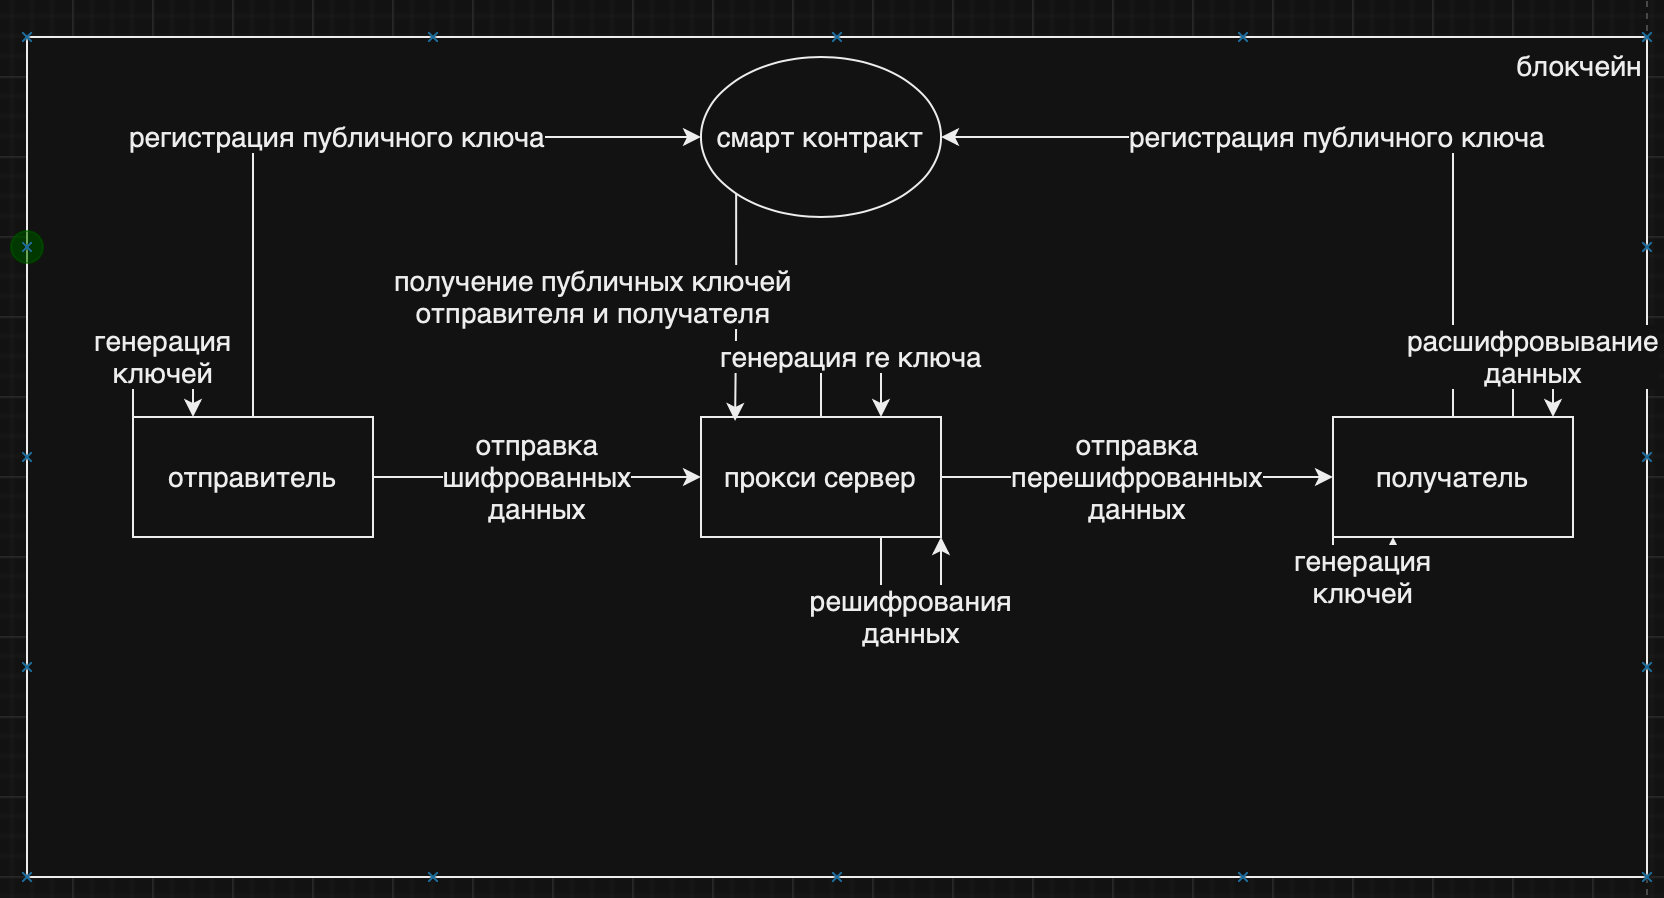 блокчейн
регистрация публичного ключа
смарт контракт
регистрация публичного ключа
получение публичных ключей
отправителя и получателя
генерация
ключей
генерация re ключа
расшифровывание
данных
отправитель
отправка
шифрованных
данных
прокси сервер
отправка
перешифрованных
данных
получатель
решифрования
данных
генерация
ключей